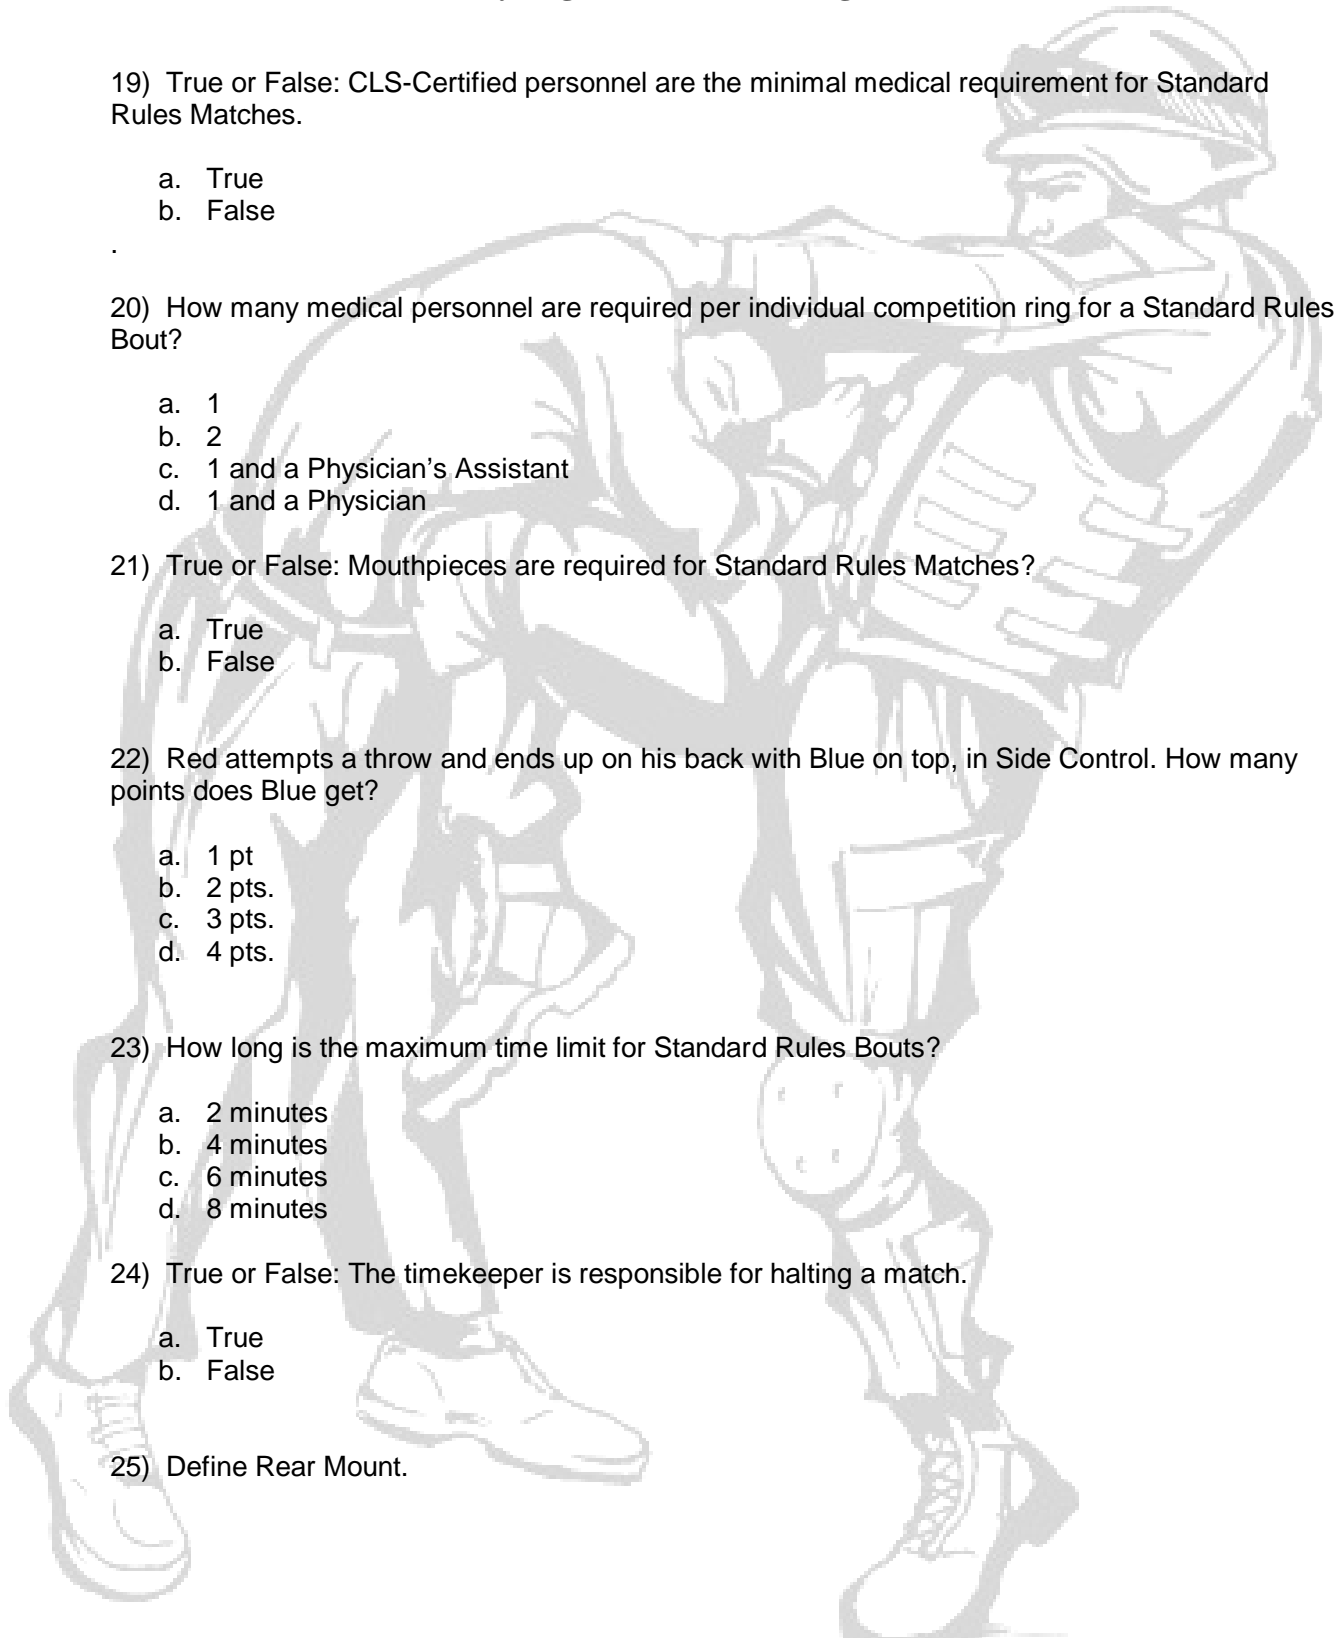 19) True or False: CLS-Certified personnel are the minimal medical requirement for Standard
Rules Matches.
a. True
b. False
.
20) How many medical personnel are required per individual competition ring for a Standard Rules
Bout?
a. 1
b. 2
c. 1 and a Physician’s Assistant
d. 1 and a Physician
21) True or False: Mouthpieces are required for Standard Rules Matches?
a. True
b. False
22) Red attempts a throw and ends up on his back with Blue on top, in Side Control. How many
points does Blue get?
a. 1 pt
b. 2 pts.
c. 3 pts.
d. 4 pts.
23) How long is the maximum time limit for Standard Rules Bouts?
a. 2 minutes
b. 4 minutes
c. 6 minutes
d. 8 minutes
24) True or False: The timekeeper is responsible for halting a match.
a. True
b. False
25) Define Rear Mount.